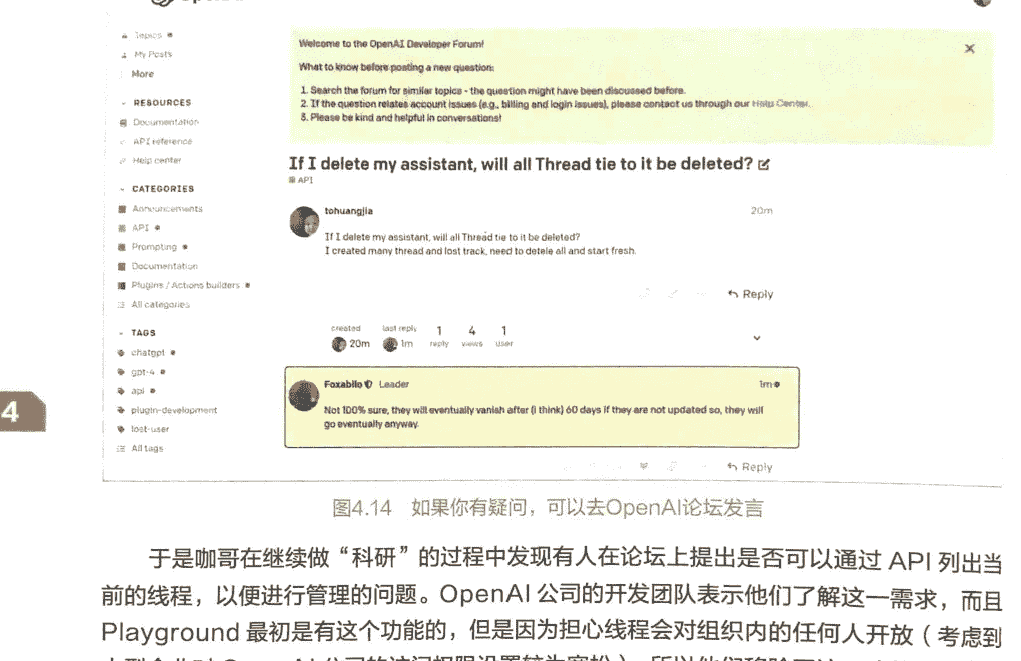 Topics
My Posts
More
RESOURCES
Documentation
API reference
Help center
CATEGORIES
Announcements
API
Prompting
Documentation
Plugins / Actions builders
All categories
TAGS
chatgpt
gpt-4
api
plugin-development
lost-user
All tags
Welcome to the OpenAI Developer Forum!
What to know before posting a new question:
1. Search the forum for similar topics - the question might have been discussed before.
2. If the question relates account issues (e.g., billing and login issues), please contact us through our Help Center.
3. Please be kind and helpful in conversations!
If I delete my assistant, will all Thread tie to it be deleted?
API
tohuangjia 20m
If I delete my assistant, will all Thread tie to it be deleted?
I created many thread and lost track, need to detele all and start fresh.
Reply
created last reply 1 4 1
20m 1m reply views user
Foxabilo Leader 1m
Not 100% sure, they will eventually vanish after (i think) 60 days if they are not updated so, they will
go eventually anyway.
Reply
4
图4.14 如果你有疑问，可以去OpenAI论坛发言
于是咖哥在继续做“科研”的过程中发现有人在论坛上提出是否可以通过 API 列出当
前的线程，以便进行管理的问题。OpenAI 公司的开发团队表示他们了解这一需求，而且
Playground 最初是有这个功能的，但是因为担心线程会对组织内的任何人开放（考虑到